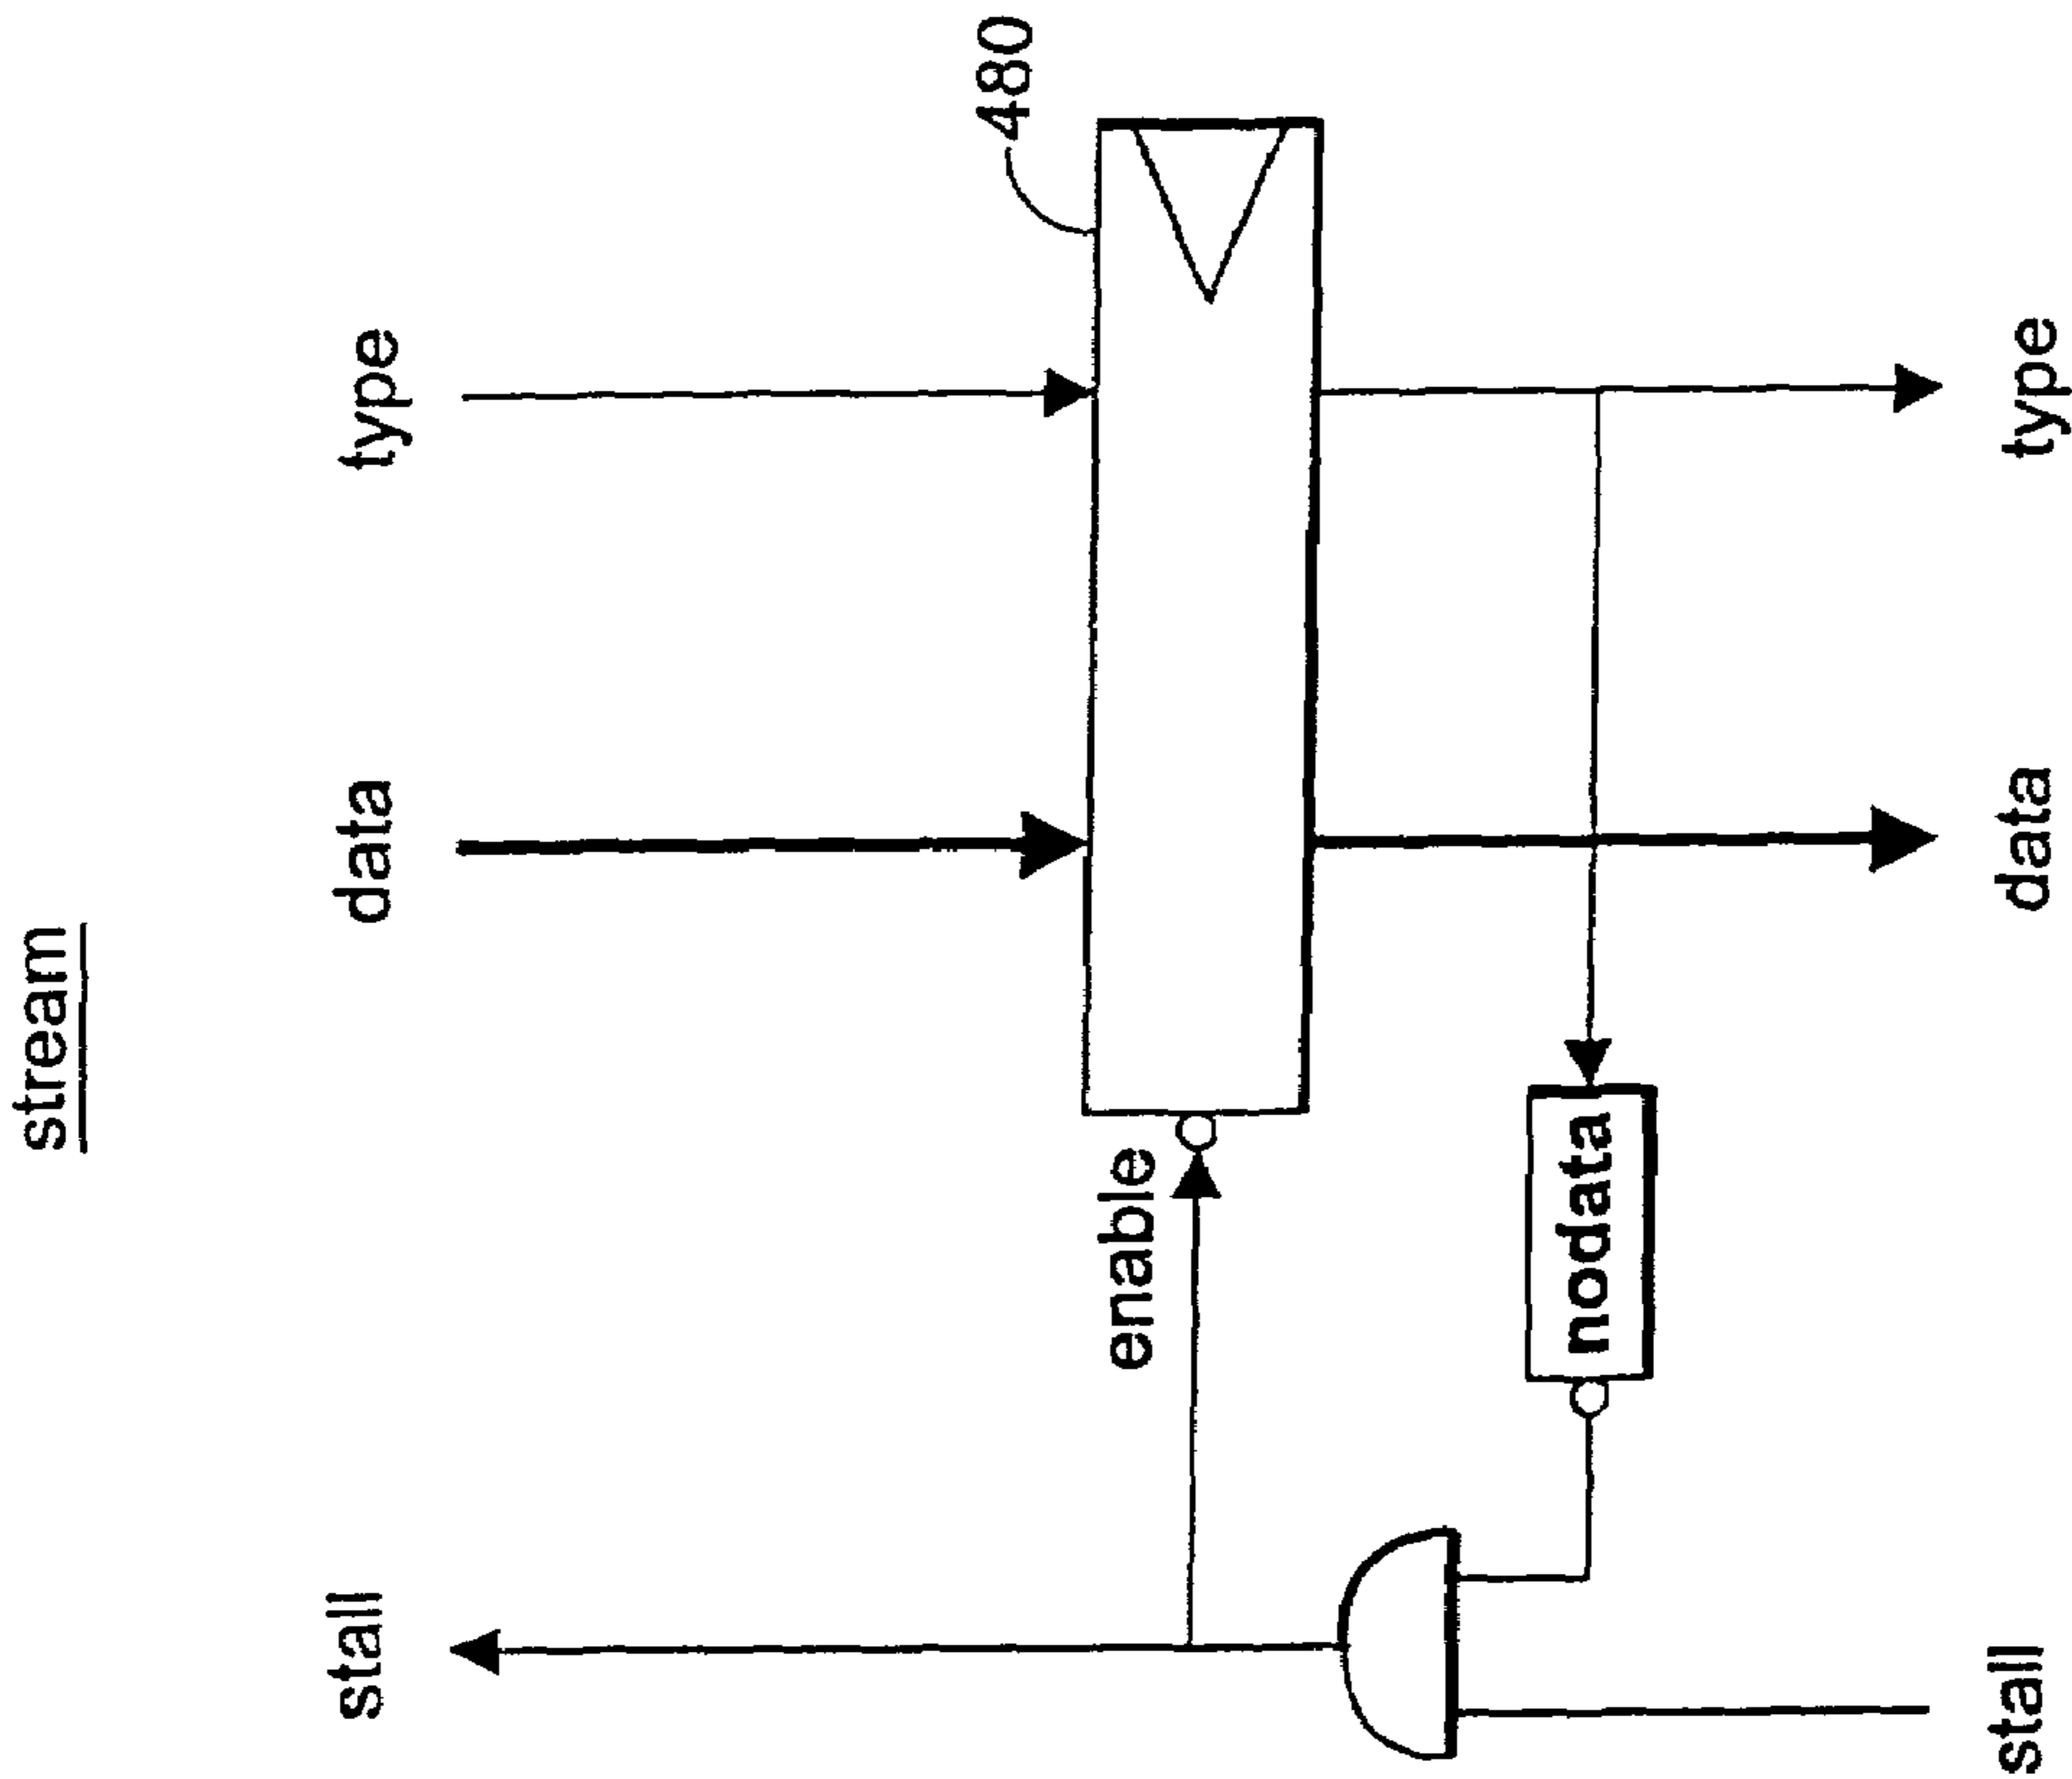 stream
stall
data
type
480
enable
nodata
stall
data
type